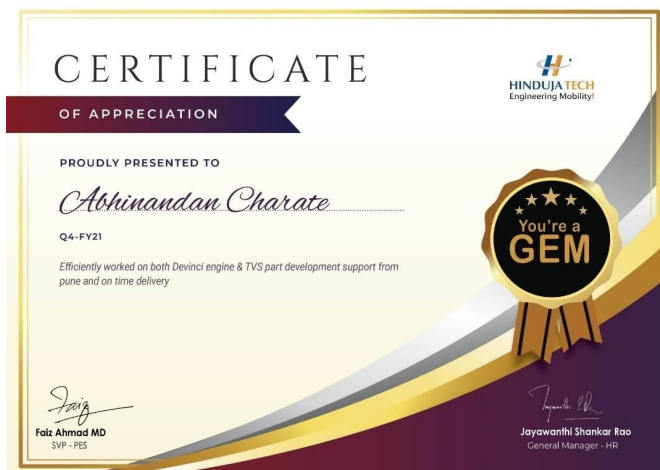 CERTIFICATE
OF APPRECIATION
HINDUJA TECH
Engineering Mobility!
PROUDLY PRESENTED TO
Abhinandan Charate
Q4-FY21
Efficiently worked on both Devinci engine & TVS part development support from
pune and on time delivery
You're a
GEM
Faiz
Faiz Ahmad MD
SVP - PES
Jayawanthi Shankar Rao
General Manager - HR